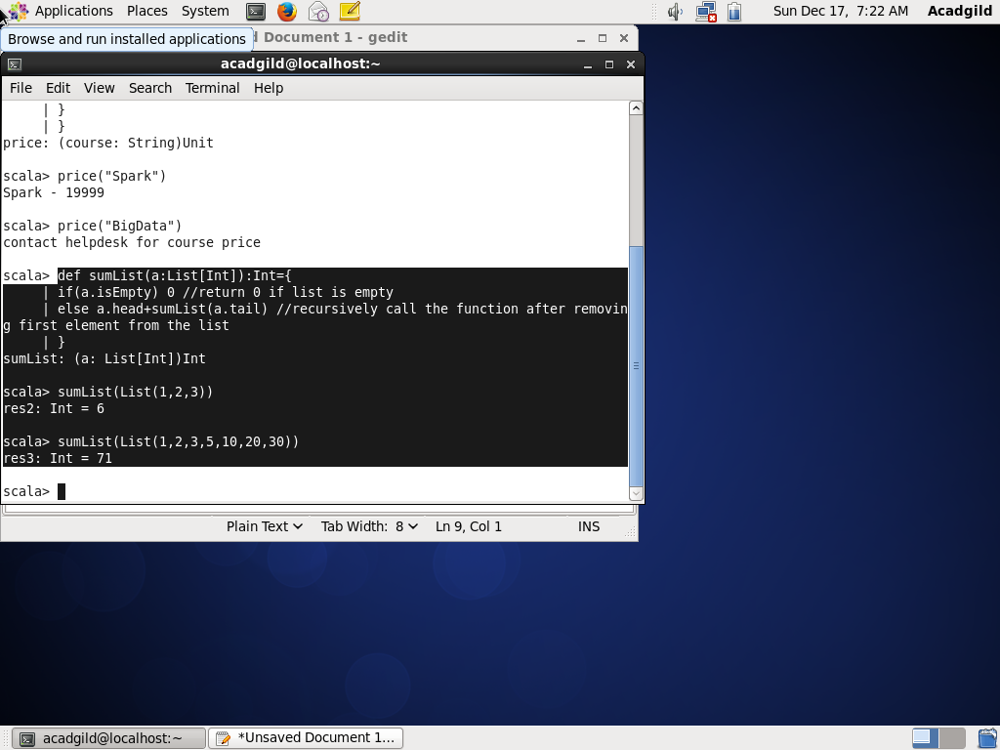 Applications Places System Sun Dec 17, 7:22 AM Acadgild
Browse and run installed applications
d Document 1 - gedit
acadgild@localhost:~
File Edit View Search Terminal Help
| }
| }
price: (course: String)Unit
scala> price("Spark")
Spark - 19999
scala> price("BigData")
contact helpdesk for course price
scala> def sumList(a:List[Int]):Int={
| if(a.isEmpty) 0 //return 0 if list is empty
| else a.head+sumList(a.tail) //recursively call the function after removin
g first element from the list
| }
sumList: (a: List[Int])Int
scala> sumList(List(1,2,3))
res2: Int = 6
scala> sumList(List(1,2,3,5,10,20,30))
res3: Int = 71
scala>
Plain Text Tab Width: 8 Ln 9, Col 1 INS
acadgild@localhost:~ *Unsaved Document 1...